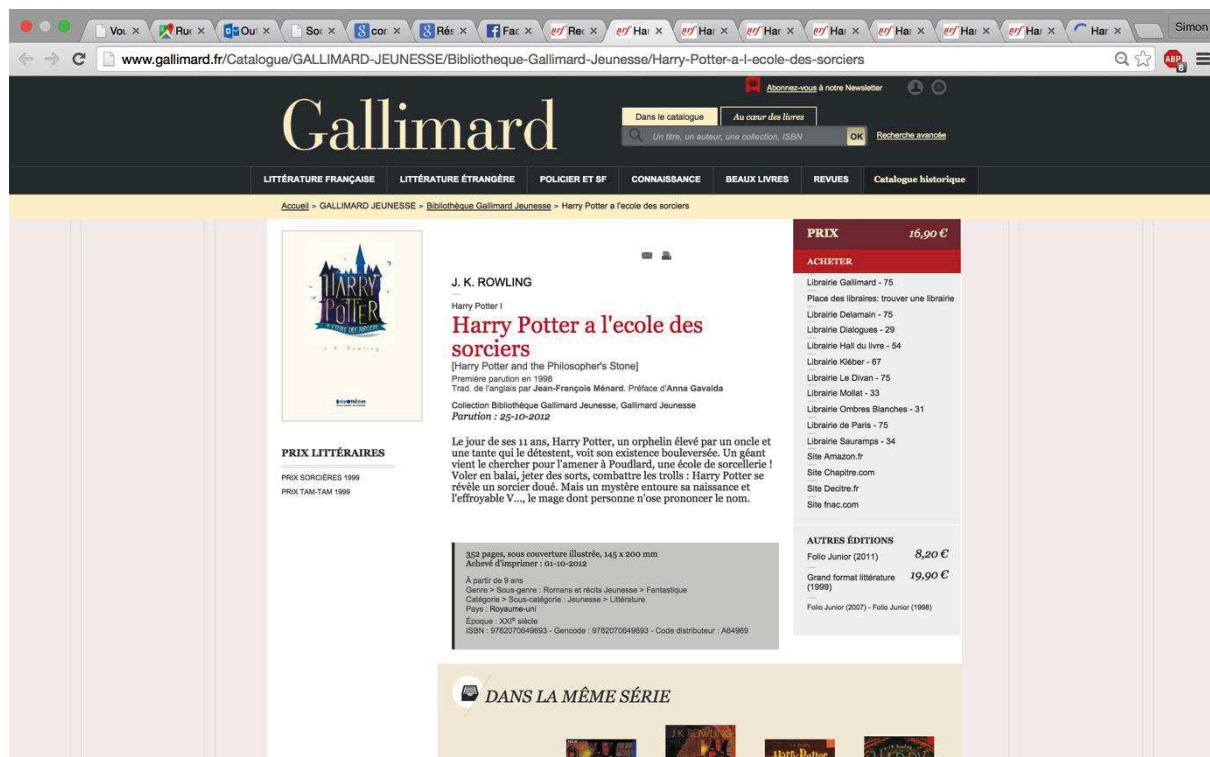 Vou
Rue
Out
Soc
cor
Rés
Fac
Rec
Har
Har
Har
Har
Har
Har
Har
Har
Simon
www.gallimard.fr/Catalogue/GALLIMARD-JEUNESSE/Bibliotheque-Gallimard-Jeunesse/Harry-Potter-a-l-ecole-des-sorciers
ABP
6
Abonnez-vous à notre Newsletter
Gallimard
Dans le catalogue
Au cœur des livres
Un titre, un auteur, une collection, ISBN
OK
Recherche avancée
LITTÉRATURE FRANÇAISE LITTÉRATURE ÉTRANGÈRE POLICIER ET SF CONNAISSANCE BEAUX LIVRES REVUES Catalogue historique
Accueil > GALLIMARD JEUNESSE > Bibliothèque Gallimard Jeunesse > Harry Potter a l'ecole des sorciers
HARRY
POTTER
À L'ÉCOLE DES SORCIERS
J. K. Rowling
PRIX LITTÉRAIRES
PRIX SORCIÈRES 1999
PRIX TAM-TAM 1999
J. K. ROWLING
Harry Potter I
Harry Potter a l'ecole des
sorciers
[Harry Potter and the Philosopher's Stone]
Première parution en 1998
Trad. de l'anglais par Jean-François Ménard. Préface d'Anna Gavalda
Collection Bibliothèque Gallimard Jeunesse, Gallimard Jeunesse
Parution : 25-10-2012
Le jour de ses 11 ans, Harry Potter, un orphelin élevé par un oncle et
une tante qui le détestent, voit son existence bouleversée. Un géant
vient le chercher pour l'amener à Poudlard, une école de sorcellerie !
Voler en balai, jeter des sorts, combattre les trolls : Harry Potter se
révèle un sorcier doué. Mais un mystère entoure sa naissance et
l'effroyable V..., le mage dont personne n'ose prononcer le nom.
352 pages, sous couverture illustrée, 145 x 200 mm
Achevé d'imprimer : 01-10-2012
À partir de 9 ans
Genre > Sous-genre : Romans et récits Jeunesse > Fantastique
Catégorie > Sous-catégorie : Jeunesse > Littérature
Pays : Royaume-uni
Époque : XXIe siècle
ISBN : 9782070649693 - Gencode : 9782070649693 - Code distributeur : A64969
PRIX 16,90 €
ACHETER
Librairie Gallimard - 75
Place des libraires: trouver une librairie
Librairie Delamain - 75
Librairie Dialogues - 29
Librairie Hall du livre - 54
Librairie Kléber - 67
Librairie Le Divan - 75
Librairie Mollat - 33
Librairie Ombres Blanches - 31
Librairie de Paris - 75
Librairie Sauramps - 34
Site Amazon.fr
Site Chapitre.com
Site Decitre.fr
Site fnac.com
AUTRES ÉDITIONS
Folio Junior (2011) 8,20 €
Grand format littérature 19,90 €
(1999)
Folio Junior (2007) - Folio Junior (1998)
DANS LA MÊME SÉRIE
J.K. ROWLING
Harry Potter